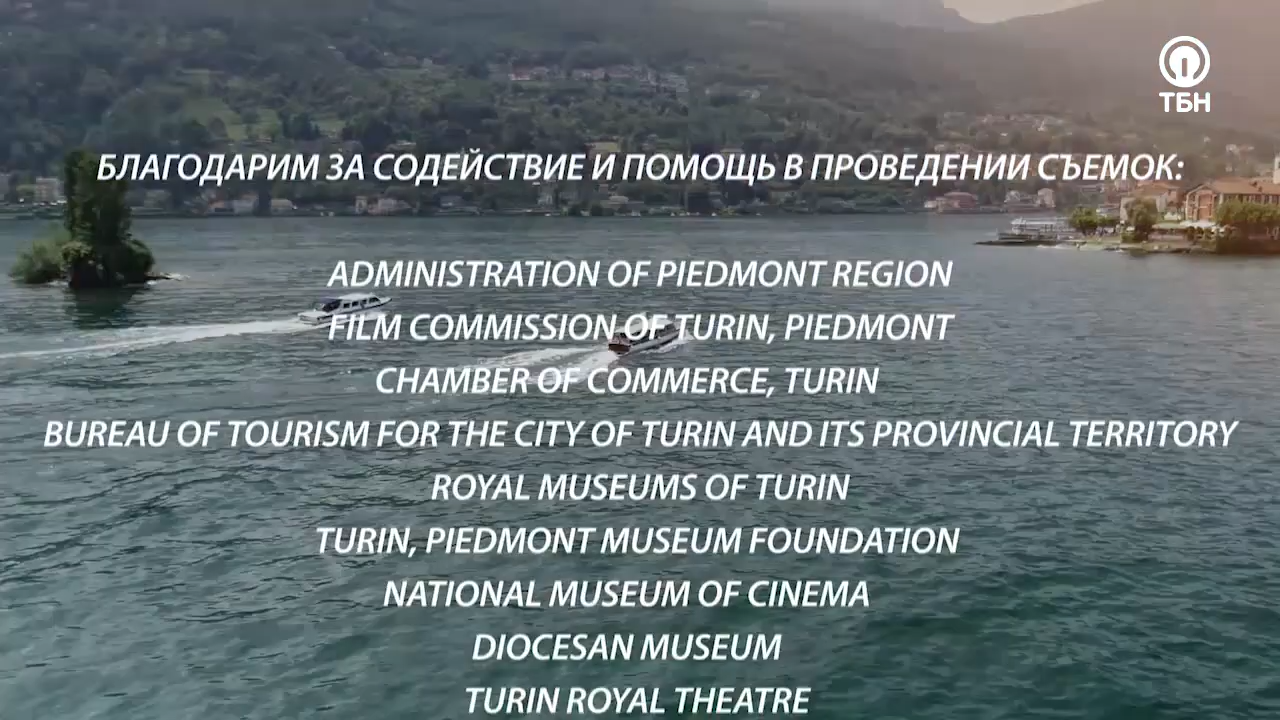 ТБН
БЛАГОДАРИМ ЗА СОДЕЙСТВИЕ И ПОМОЩЬ В ПРОВЕДЕНИИ СЪЕМОК:
ADMINISTRATION OF PIEDMONT REGION
FILM COMMISSION OF TURIN, PIEDMONT
CHAMBER OF COMMERCE, TURIN
BUREAU OF TOURISM FOR THE CITY OF TURIN AND ITS PROVINCIAL TERRITORY
ROYAL MUSEUMS OF TURIN
TURIN, PIEDMONT MUSEUM FOUNDATION
NATIONAL MUSEUM OF CINEMA
DIOCESAN MUSEUM
TURIN ROYAL THEATRE